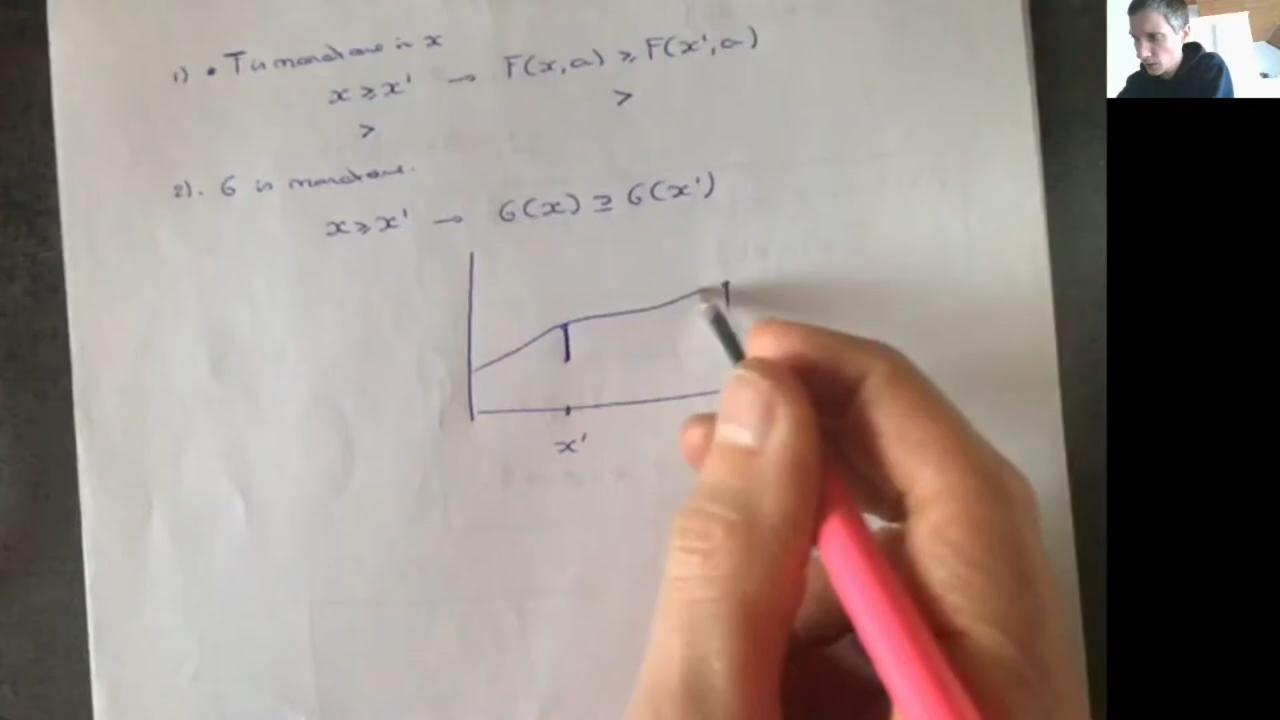 1) • F is monotone in x
x ⩾ x' → F(x,a) ⩾ F(x',a)
> >
2). G is monotone.
x ⩾ x' → G(x) ⊇ G(x')
x'